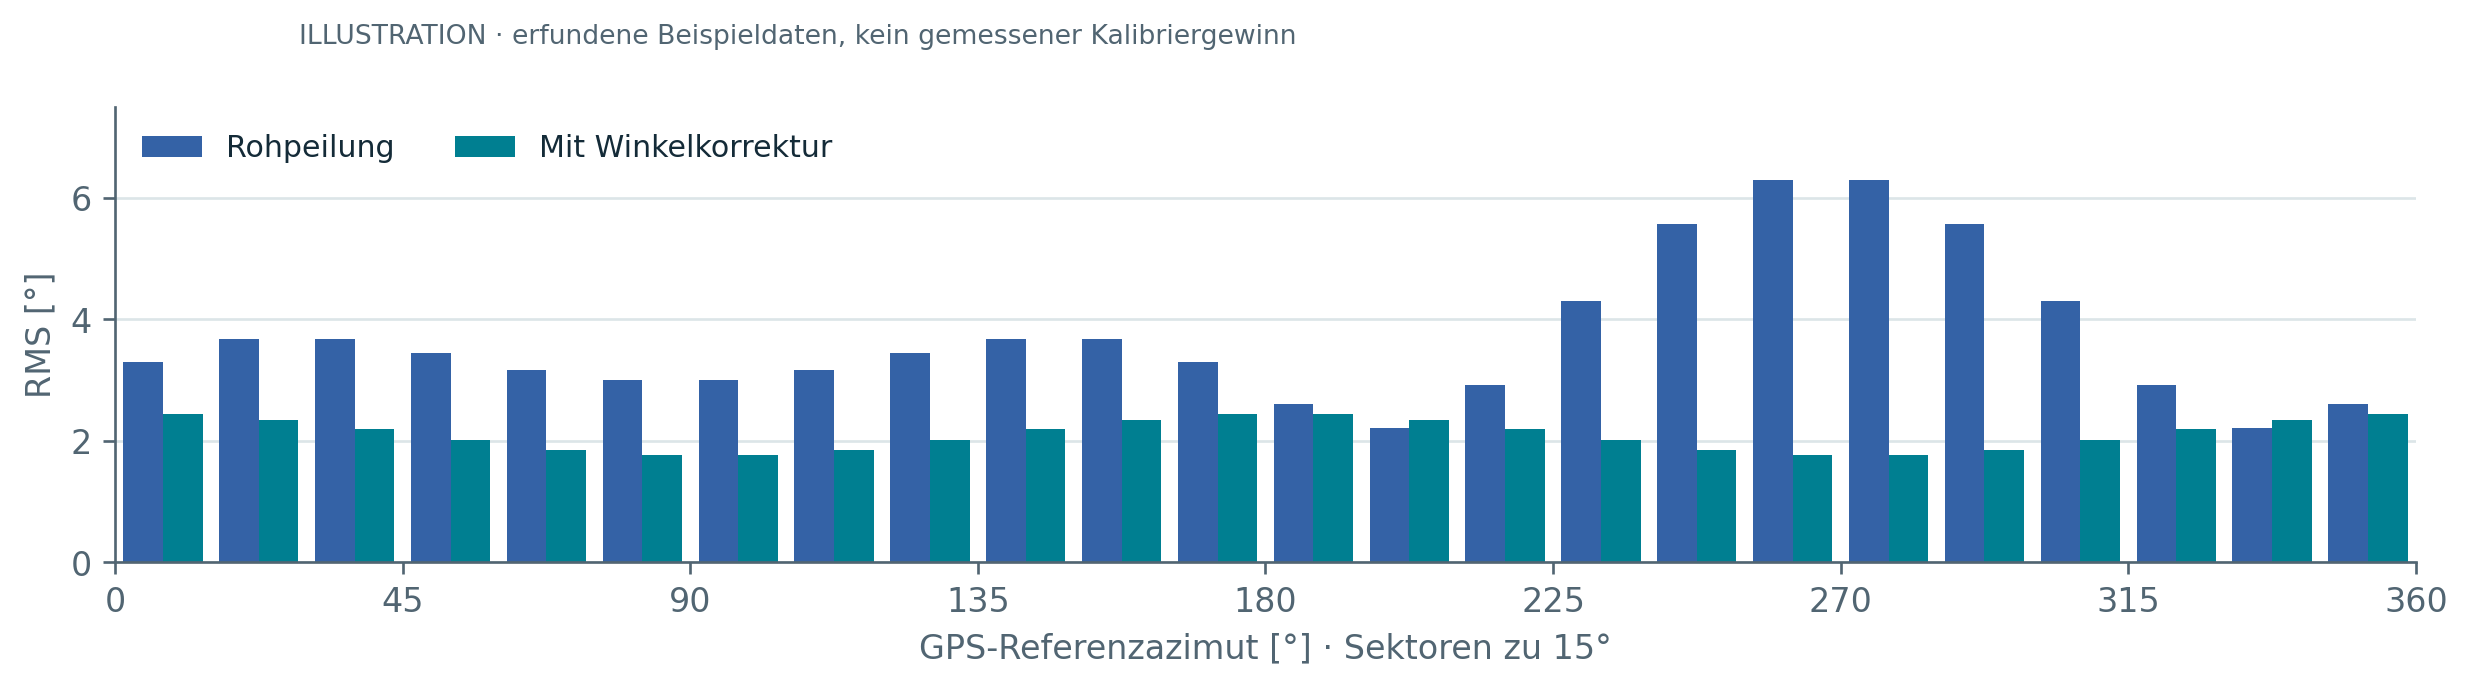 ILLUSTRATION · erfundene Beispieldaten, kein gemessener Kalibriergewinn
Rohpeilung
Mit Winkelkorrektur
RMS [°]
6
4
2
0
0 45 90 135 180 225 270 315 360
GPS-Referenzazimut [°] · Sektoren zu 15°